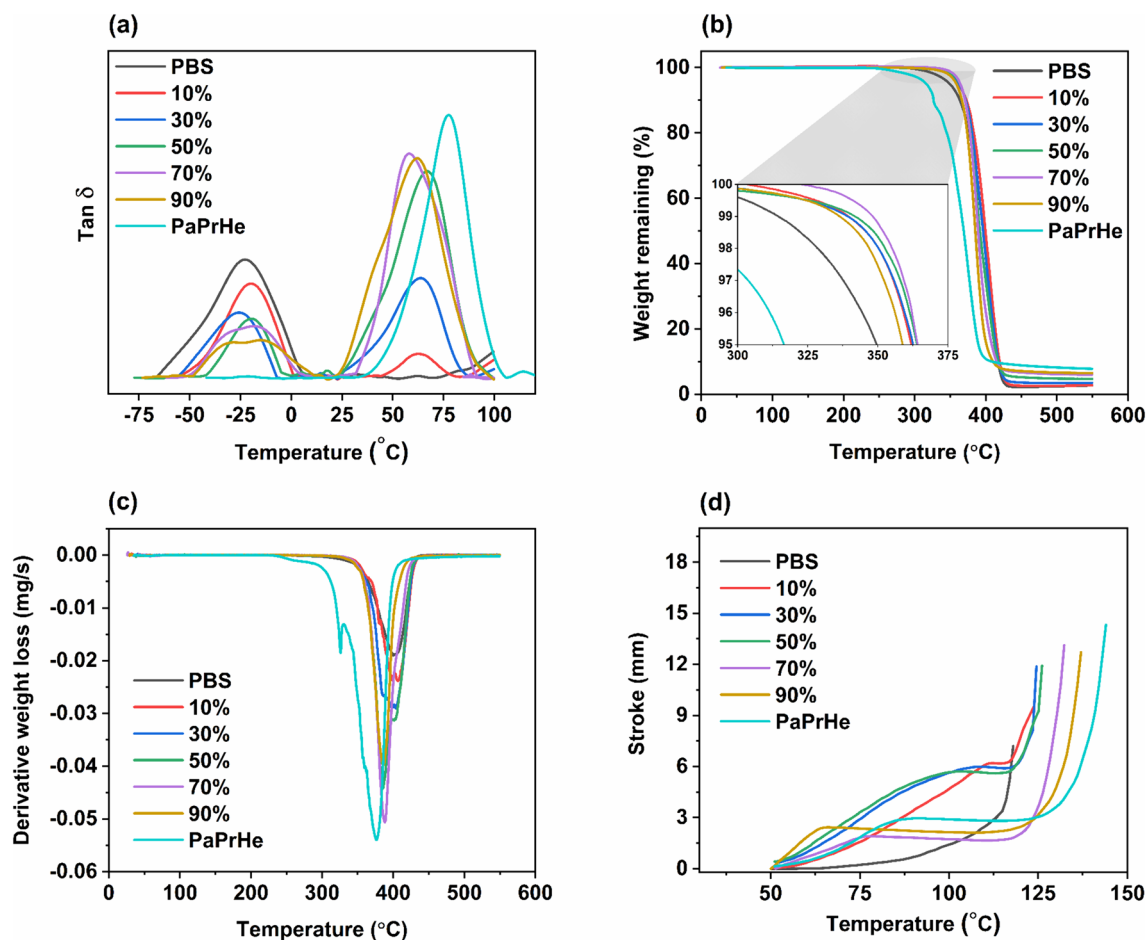 (a)
PBS
10%
30%
50%
70%
90%
PaPrHe
Tan δ
-75 -50 -25 0 25 50 75 100
Temperature (°C)
(b)
100
80
60
40
20
0
Weight remaining (%)
PBS
10%
30%
50%
70%
90%
PaPrHe
100
99
98
97
96
95
300 325 350 375
0 100 200 300 400 500 600
Temperature (°C)
(c)
0.00
-0.01
-0.02
-0.03
-0.04
-0.05
-0.06
Derivative weight loss (mg/s)
PBS
10%
30%
50%
70%
90%
PaPrHe
0 100 200 300 400 500 600
Temperature (°C)
(d)
18
15
12
9
6
3
0
Stroke (mm)
PBS
10%
30%
50%
70%
90%
PaPrHe
50 75 100 125 150
Temperature (°C)